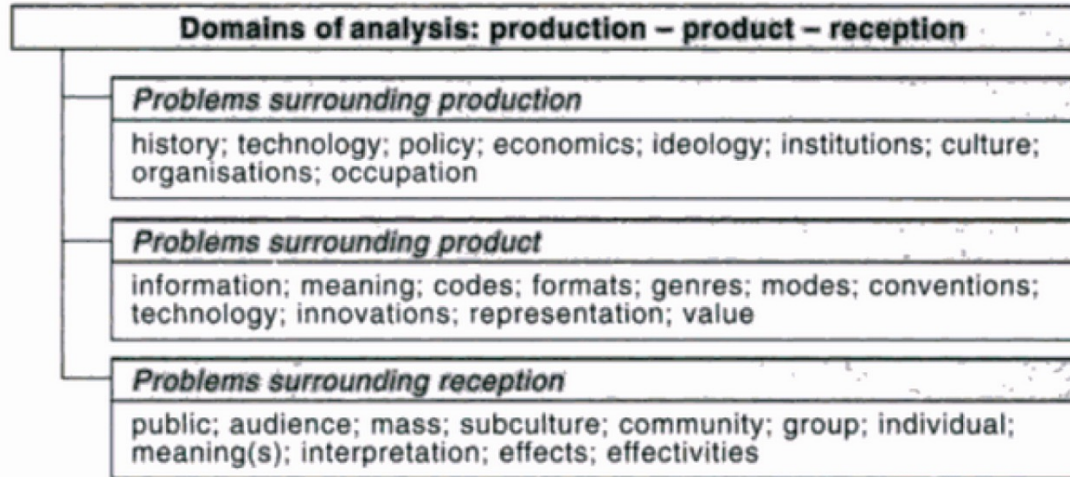 Domains of analysis: production – product – reception
Problems surrounding production
history; technology; policy; economics; ideology; institutions; culture;
organisations; occupation
Problems surrounding product
information; meaning; codes; formats; genres; modes; conventions;
technology; innovations; representation; value
Problems surrounding reception
public; audience; mass; subculture; community; group; individual;
meaning(s); interpretation; effects; effectivities